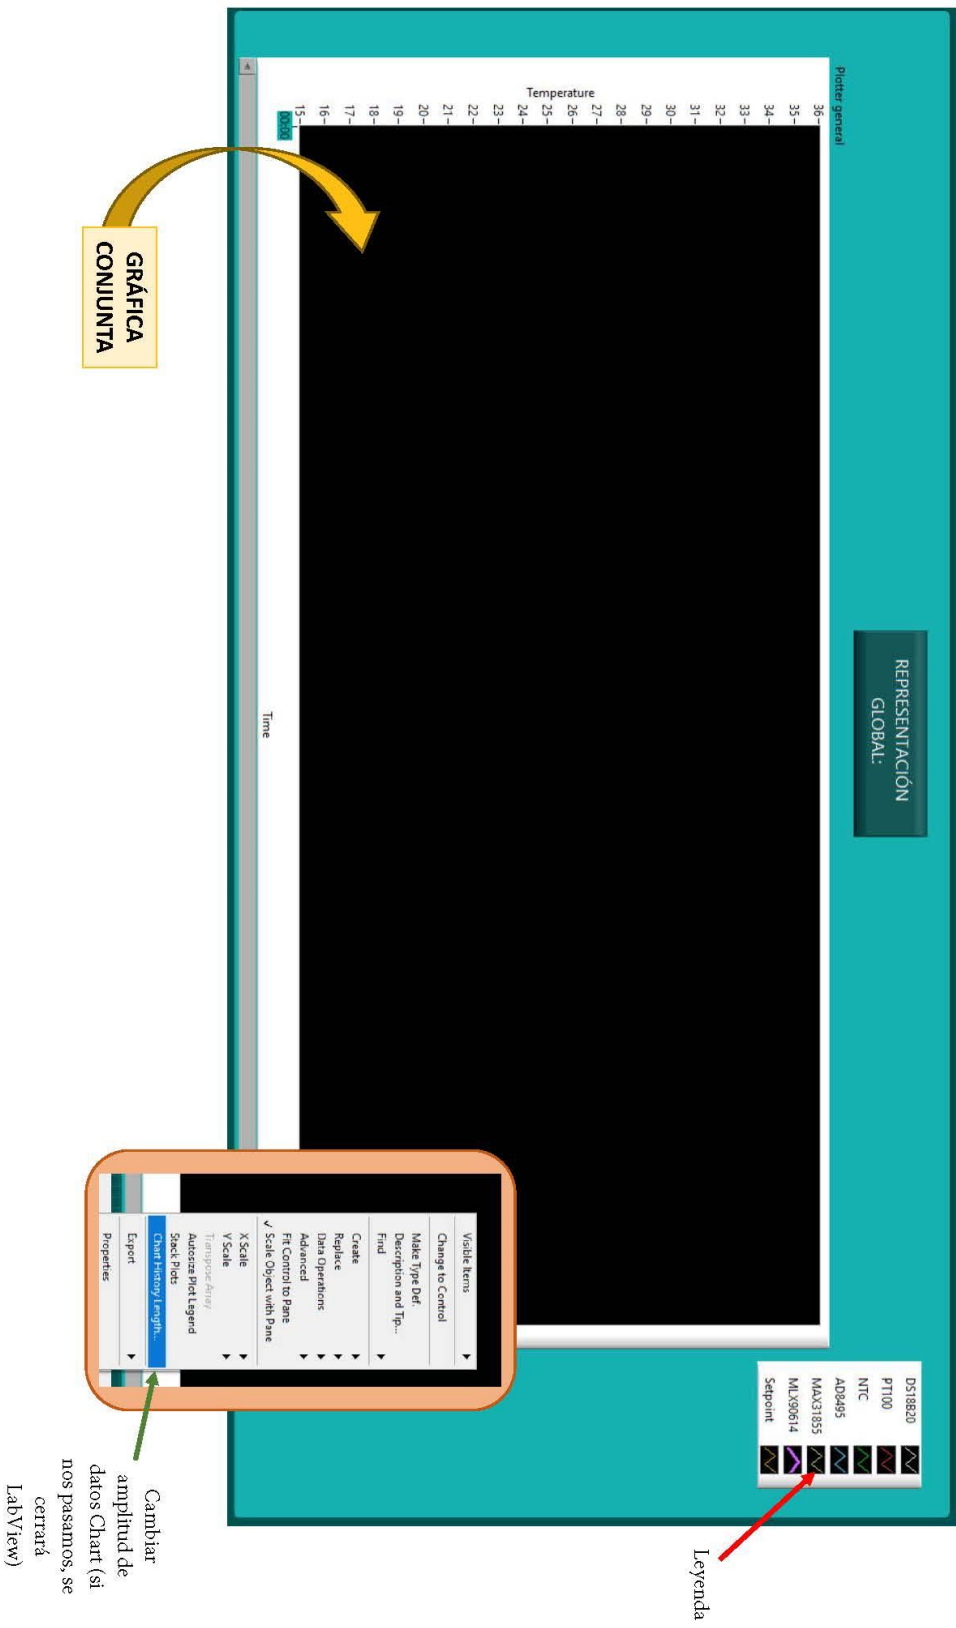 REPRESENTACIÓN
GLOBAL:
Plotter general
Temperature
36
35
34
33
32
31
30
29
28
27
26
25
24
23
22
21
20
19
18
17
16
15
00:00
Time
DS18B20
PT100
NTC
AD8495
MAX31855
MLX90614
Setpoint
Leyenda
GRÁFICA
CONJUNTA
Visible Items
Change to Control
Make Type Def.
Description and Tip...
Find
Create
Replace
Data Operations
Advanced
Fit Control to Pane
✓ Scale Object with Pane
X Scale
Y Scale
Transpose Array
Autosize Plot Legend
Stack Plots
Chart History Length...
Export
Properties
Cambiar
amplitud de
datos Chart (si
nos pasamos, se
cerrará
LabView)